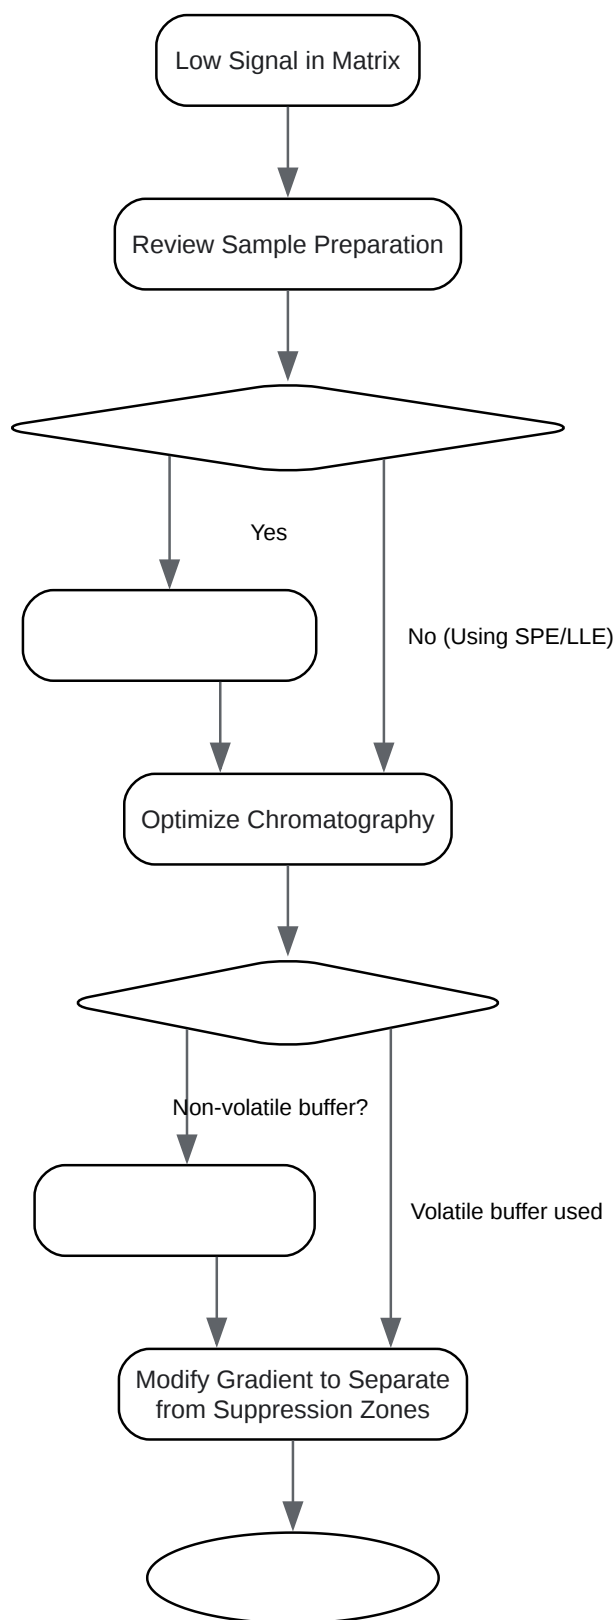 Low Signal in Matrix
Review Sample Preparation
Yes
No (Using SPE/LLE)
Optimize Chromatography
Non-volatile buffer?
Volatile buffer used
Modify Gradient to Separate
from Suppression Zones